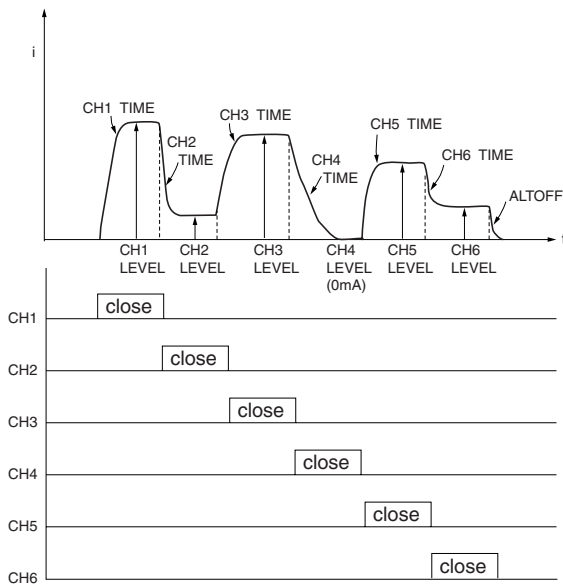 i
CH1 TIME
CH2
TIME
CH3 TIME
CH4
TIME
CH5 TIME
CH6 TIME
ALTOFF
t
CH1
LEVEL
CH2
LEVEL
CH3
LEVEL
CH4
LEVEL
(0mA)
CH5
LEVEL
CH6
LEVEL
CH1
close
CH2
close
CH3
close
CH4
close
CH5
close
CH6
close